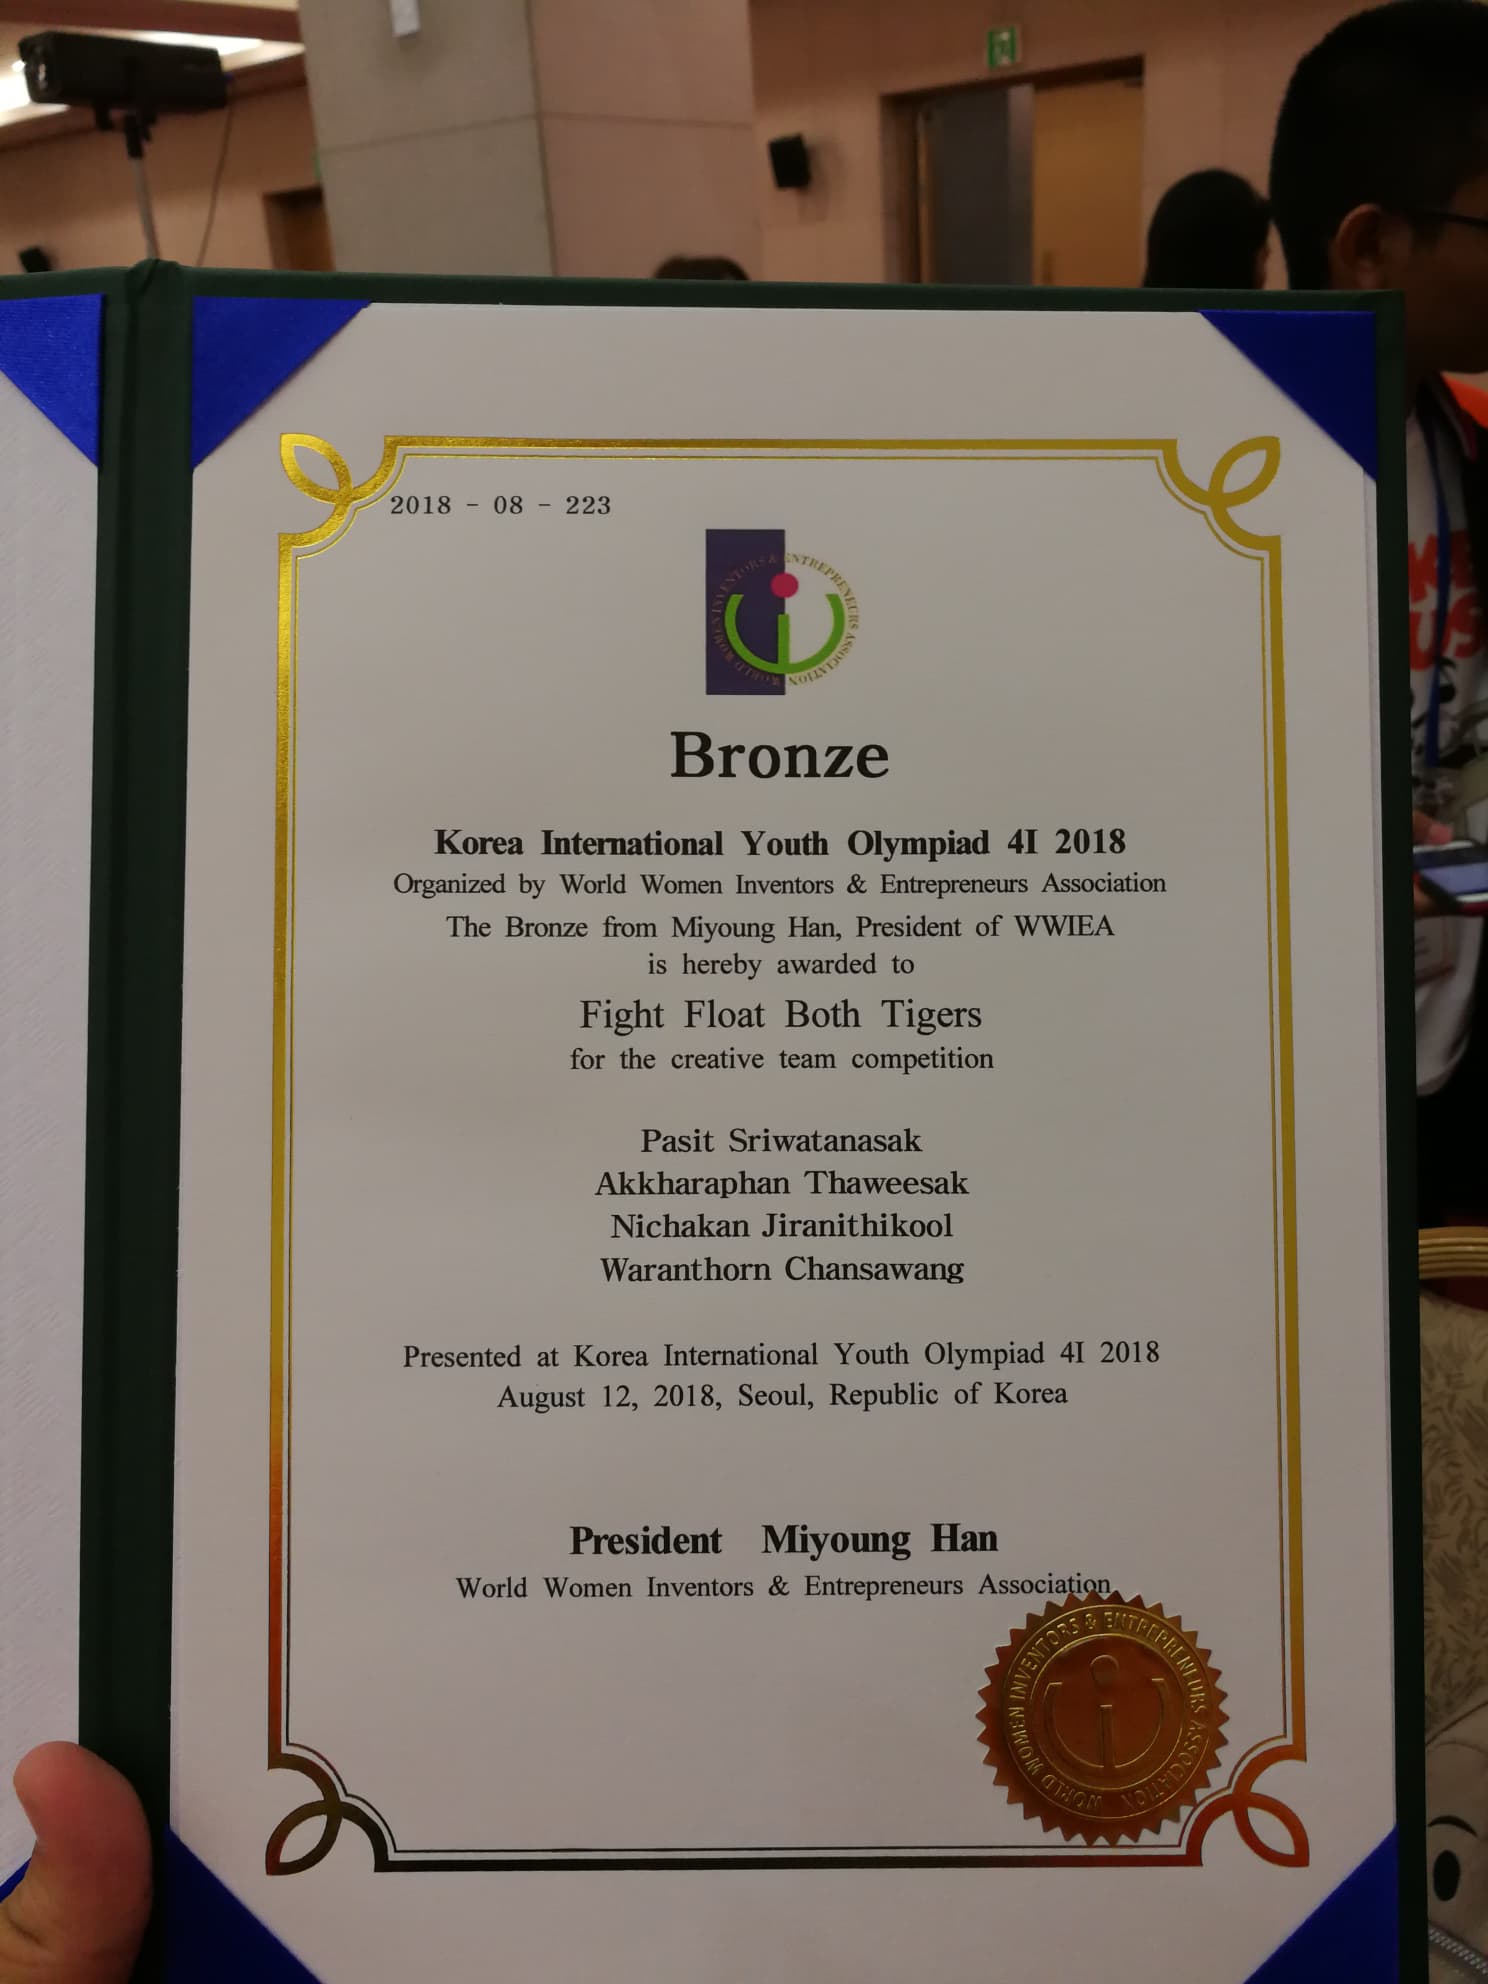 2018 - 08 - 223
WORLD WOMEN INVENTORS & ENTREPRENEURS ASSOCIATION
Bronze
Korea International Youth Olympiad 4I 2018
Organized by World Women Inventors & Entrepreneurs Association
The Bronze from Miyoung Han, President of WWIEA
is hereby awarded to
Fight Float Both Tigers
for the creative team competition
Pasit Sriwatanasak
Akkharaphan Thaweesak
Nichakan Jiranithikool
Waranthorn Chansawang
Presented at Korea International Youth Olympiad 4I 2018
August 12, 2018, Seoul, Republic of Korea
President Miyoung Han
World Women Inventors & Entrepreneurs Association
WORLD WOMEN INVENTORS & ENTREPRENEURS ASSOCIATION